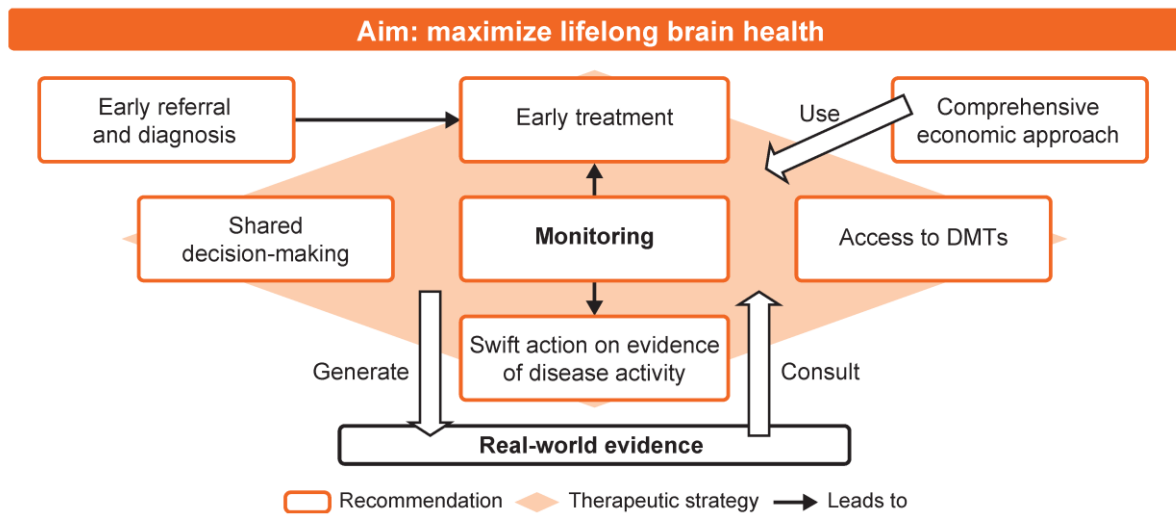 Aim: maximize lifelong brain health
Early referral
and diagnosis
Early treatment
Use
Comprehensive
economic approach
Shared
decision-making
Monitoring
Access to DMTs
Swift action on evidence
of disease activity
Generate
Consult
Real-world evidence
Recommendation
Therapeutic strategy
Leads to